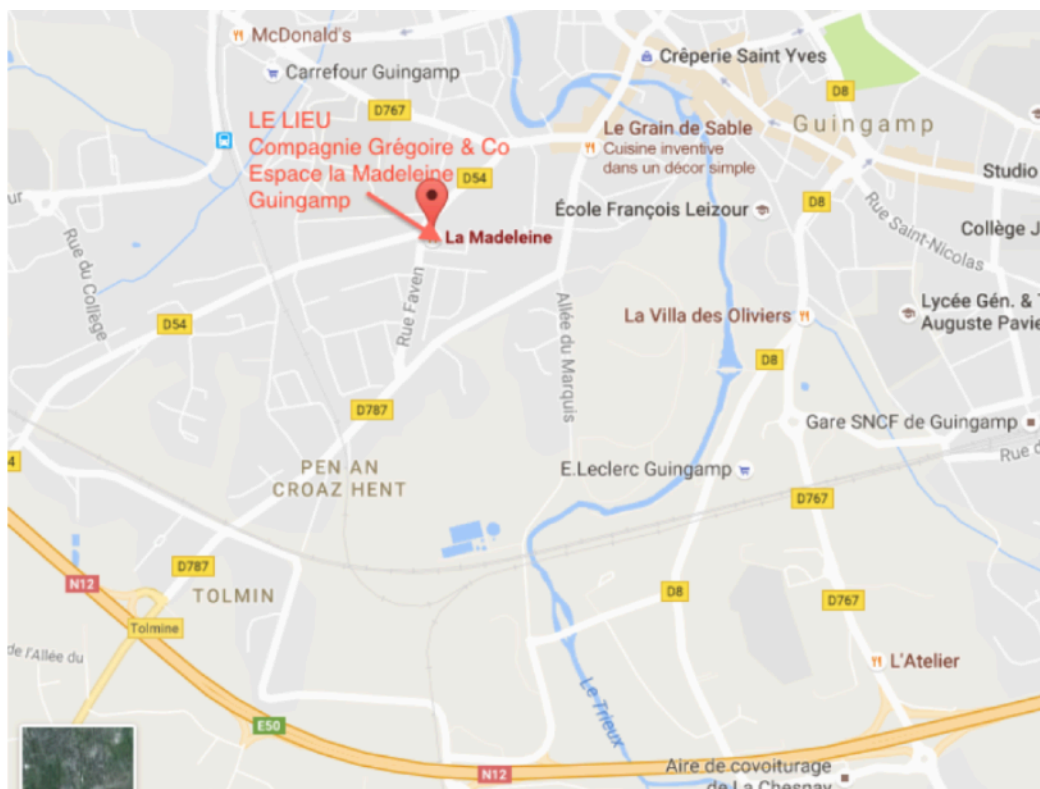 McDonald's
Crêperie Saint Yves
Carrefour Guingamp
D8
D767
LE LIEU
Compagnie Grégoire & Co
Espace la Madeleine
Guingamp
Le Grain de Sable
Cuisine inventive
dans un décor simple
Guingamp
D54
Studio
ur
École François Leizour
D8
Rue Saint-Nicolas
Collège J
La Madeleine
Rue du Collège
Rue Faven
Allée du Marquis
D54
La Villa des Oliviers
Lycée Gén. & T
Auguste Pavie
D8
D787
Gare SNCF de Guingamp
Rue d
4
PEN AN
CROAZ HENT
E.Leclerc Guingamp
D767
D787
N12
TOLMIN
D8
D767
Tolmine
de l'Allée du
L'Atelier
Le Trieux
E50
N12
Aire de covoiturage
de La Chesnay